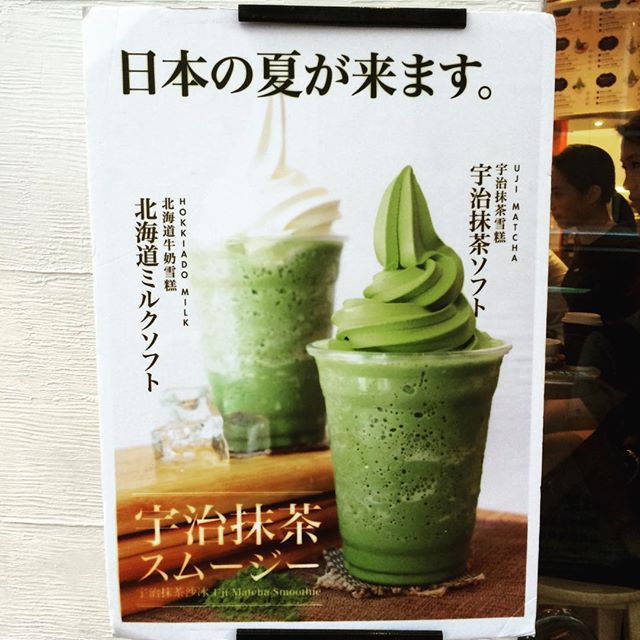 日本の夏が来ます。
UJI MATCHA
宇治抹茶雪糕
宇治抹茶ソフト
HOKKIADO MILK
北海道牛奶雪糕
北海道ミルクソフト
宇治抹茶
スムージー
宇治抹茶沙冰 Uji Matcha Smoothie